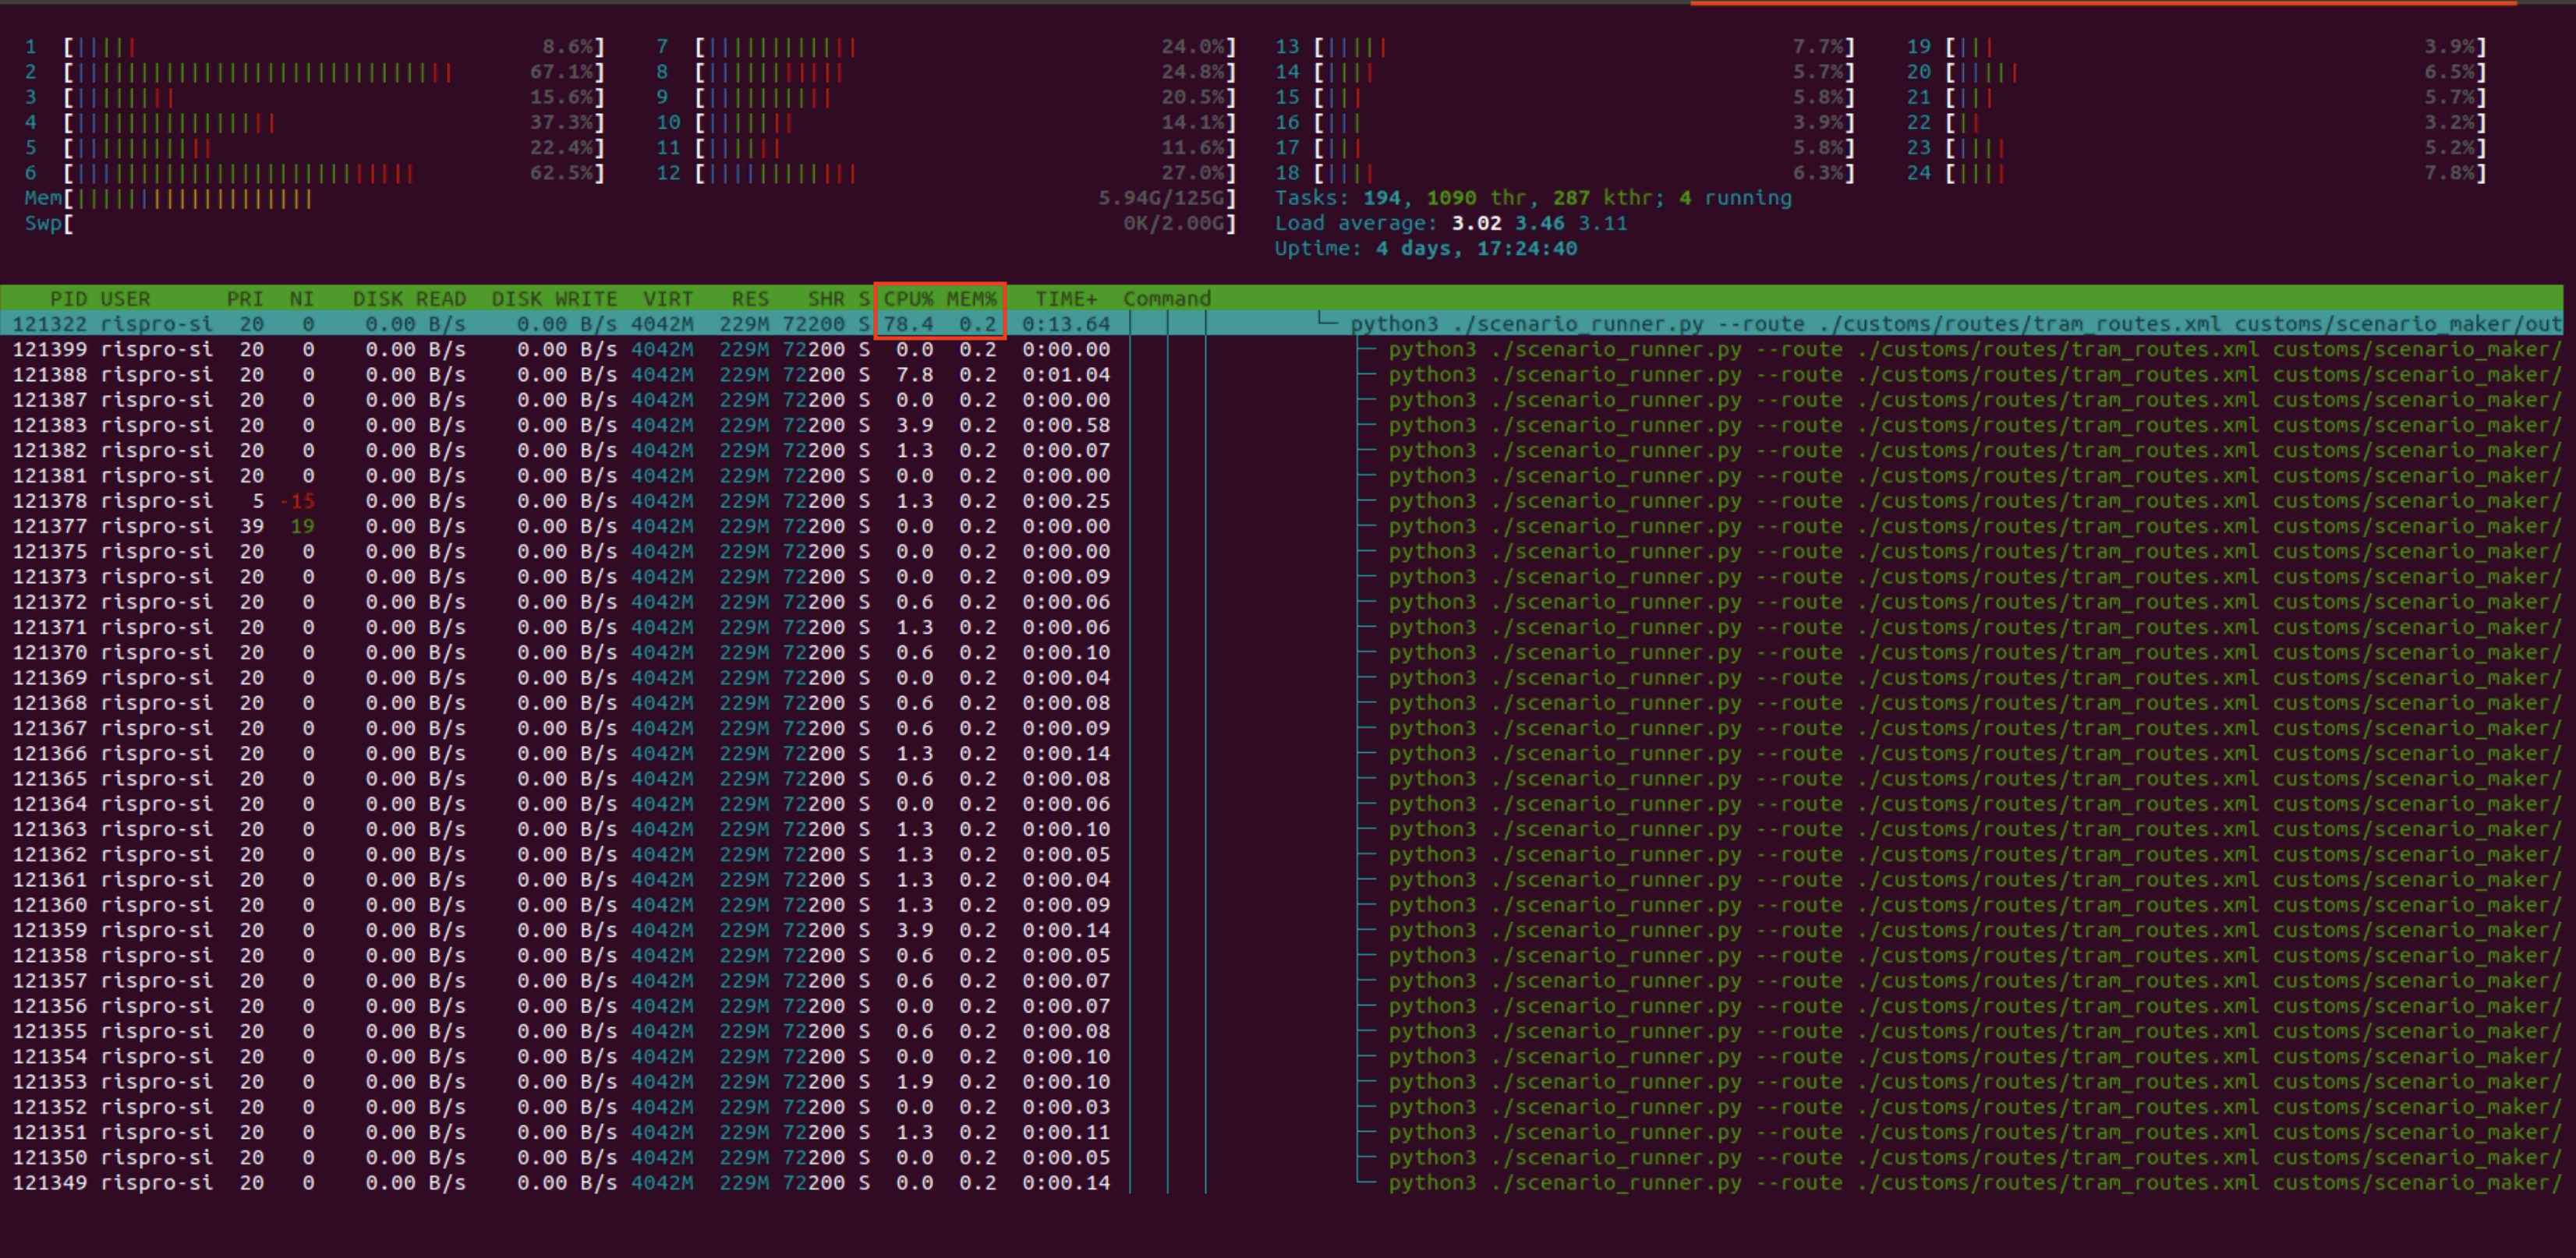 1 [ 8.6%] 7 [ 24.0%] 13 [ 7.7%] 19 [ 3.9%]
2 [ 67.1%] 8 [ 24.8%] 14 [ 5.7%] 20 [ 6.5%]
3 [ 15.6%] 9 [ 20.5%] 15 [ 5.8%] 21 [ 5.7%]
4 [ 37.3%] 10 [ 14.1%] 16 [ 3.9%] 22 [ 3.2%]
5 [ 22.4%] 11 [ 11.6%] 17 [ 5.8%] 23 [ 5.2%]
6 [ 62.5%] 12 [ 27.0%] 18 [ 6.3%] 24 [ 7.8%]
Mem[ 5.94G/125G] Tasks: 194, 1090 thr, 287 kthr; 4 running
Swp[ 0K/2.00G] Load average: 3.02 3.46 3.11
Uptime: 4 days, 17:24:40
PID USER PRI NI DISK READ DISK WRITE VIRT RES SHR S CPU% MEM% TIME+ Command
121322 rispro-si 20 0 0.00 B/s 0.00 B/s 4042M 229M 72200 S 78.4 0.2 0:13.64 python3 ./scenario_runner.py --route ./customs/routes/tram_routes.xml customs/scenario_maker/out
121399 rispro-si 20 0 0.00 B/s 0.00 B/s 4042M 229M 72200 S 0.0 0.2 0:00.00 python3 ./scenario_runner.py --route ./customs/routes/tram_routes.xml customs/scenario_maker/
121388 rispro-si 20 0 0.00 B/s 0.00 B/s 4042M 229M 72200 S 7.8 0.2 0:01.04 python3 ./scenario_runner.py --route ./customs/routes/tram_routes.xml customs/scenario_maker/
121387 rispro-si 20 0 0.00 B/s 0.00 B/s 4042M 229M 72200 S 0.0 0.2 0:00.00 python3 ./scenario_runner.py --route ./customs/routes/tram_routes.xml customs/scenario_maker/
121383 rispro-si 20 0 0.00 B/s 0.00 B/s 4042M 229M 72200 S 3.9 0.2 0:00.58 python3 ./scenario_runner.py --route ./customs/routes/tram_routes.xml customs/scenario_maker/
121382 rispro-si 20 0 0.00 B/s 0.00 B/s 4042M 229M 72200 S 1.3 0.2 0:00.07 python3 ./scenario_runner.py --route ./customs/routes/tram_routes.xml customs/scenario_maker/
121381 rispro-si 20 0 0.00 B/s 0.00 B/s 4042M 229M 72200 S 0.0 0.2 0:00.00 python3 ./scenario_runner.py --route ./customs/routes/tram_routes.xml customs/scenario_maker/
121378 rispro-si 5 -15 0.00 B/s 0.00 B/s 4042M 229M 72200 S 1.3 0.2 0:00.25 python3 ./scenario_runner.py --route ./customs/routes/tram_routes.xml customs/scenario_maker/
121377 rispro-si 39 19 0.00 B/s 0.00 B/s 4042M 229M 72200 S 0.0 0.2 0:00.00 python3 ./scenario_runner.py --route ./customs/routes/tram_routes.xml customs/scenario_maker/
121375 rispro-si 20 0 0.00 B/s 0.00 B/s 4042M 229M 72200 S 0.0 0.2 0:00.00 python3 ./scenario_runner.py --route ./customs/routes/tram_routes.xml customs/scenario_maker/
121373 rispro-si 20 0 0.00 B/s 0.00 B/s 4042M 229M 72200 S 0.0 0.2 0:00.09 python3 ./scenario_runner.py --route ./customs/routes/tram_routes.xml customs/scenario_maker/
121372 rispro-si 20 0 0.00 B/s 0.00 B/s 4042M 229M 72200 S 0.6 0.2 0:00.06 python3 ./scenario_runner.py --route ./customs/routes/tram_routes.xml customs/scenario_maker/
121371 rispro-si 20 0 0.00 B/s 0.00 B/s 4042M 229M 72200 S 1.3 0.2 0:00.06 python3 ./scenario_runner.py --route ./customs/routes/tram_routes.xml customs/scenario_maker/
121370 rispro-si 20 0 0.00 B/s 0.00 B/s 4042M 229M 72200 S 0.6 0.2 0:00.10 python3 ./scenario_runner.py --route ./customs/routes/tram_routes.xml customs/scenario_maker/
121369 rispro-si 20 0 0.00 B/s 0.00 B/s 4042M 229M 72200 S 0.0 0.2 0:00.04 python3 ./scenario_runner.py --route ./customs/routes/tram_routes.xml customs/scenario_maker/
121368 rispro-si 20 0 0.00 B/s 0.00 B/s 4042M 229M 72200 S 0.6 0.2 0:00.08 python3 ./scenario_runner.py --route ./customs/routes/tram_routes.xml customs/scenario_maker/
121367 rispro-si 20 0 0.00 B/s 0.00 B/s 4042M 229M 72200 S 0.6 0.2 0:00.09 python3 ./scenario_runner.py --route ./customs/routes/tram_routes.xml customs/scenario_maker/
121366 rispro-si 20 0 0.00 B/s 0.00 B/s 4042M 229M 72200 S 1.3 0.2 0:00.14 python3 ./scenario_runner.py --route ./customs/routes/tram_routes.xml customs/scenario_maker/
121365 rispro-si 20 0 0.00 B/s 0.00 B/s 4042M 229M 72200 S 0.6 0.2 0:00.08 python3 ./scenario_runner.py --route ./customs/routes/tram_routes.xml customs/scenario_maker/
121364 rispro-si 20 0 0.00 B/s 0.00 B/s 4042M 229M 72200 S 0.0 0.2 0:00.06 python3 ./scenario_runner.py --route ./customs/routes/tram_routes.xml customs/scenario_maker/
121363 rispro-si 20 0 0.00 B/s 0.00 B/s 4042M 229M 72200 S 1.3 0.2 0:00.10 python3 ./scenario_runner.py --route ./customs/routes/tram_routes.xml customs/scenario_maker/
121362 rispro-si 20 0 0.00 B/s 0.00 B/s 4042M 229M 72200 S 1.3 0.2 0:00.05 python3 ./scenario_runner.py --route ./customs/routes/tram_routes.xml customs/scenario_maker/
121361 rispro-si 20 0 0.00 B/s 0.00 B/s 4042M 229M 72200 S 1.3 0.2 0:00.04 python3 ./scenario_runner.py --route ./customs/routes/tram_routes.xml customs/scenario_maker/
121360 rispro-si 20 0 0.00 B/s 0.00 B/s 4042M 229M 72200 S 1.3 0.2 0:00.09 python3 ./scenario_runner.py --route ./customs/routes/tram_routes.xml customs/scenario_maker/
121359 rispro-si 20 0 0.00 B/s 0.00 B/s 4042M 229M 72200 S 3.9 0.2 0:00.14 python3 ./scenario_runner.py --route ./customs/routes/tram_routes.xml customs/scenario_maker/
121358 rispro-si 20 0 0.00 B/s 0.00 B/s 4042M 229M 72200 S 0.6 0.2 0:00.05 python3 ./scenario_runner.py --route ./customs/routes/tram_routes.xml customs/scenario_maker/
121357 rispro-si 20 0 0.00 B/s 0.00 B/s 4042M 229M 72200 S 0.6 0.2 0:00.07 python3 ./scenario_runner.py --route ./customs/routes/tram_routes.xml customs/scenario_maker/
121356 rispro-si 20 0 0.00 B/s 0.00 B/s 4042M 229M 72200 S 0.0 0.2 0:00.07 python3 ./scenario_runner.py --route ./customs/routes/tram_routes.xml customs/scenario_maker/
121355 rispro-si 20 0 0.00 B/s 0.00 B/s 4042M 229M 72200 S 0.6 0.2 0:00.08 python3 ./scenario_runner.py --route ./customs/routes/tram_routes.xml customs/scenario_maker/
121354 rispro-si 20 0 0.00 B/s 0.00 B/s 4042M 229M 72200 S 0.0 0.2 0:00.10 python3 ./scenario_runner.py --route ./customs/routes/tram_routes.xml customs/scenario_maker/
121353 rispro-si 20 0 0.00 B/s 0.00 B/s 4042M 229M 72200 S 1.9 0.2 0:00.10 python3 ./scenario_runner.py --route ./customs/routes/tram_routes.xml customs/scenario_maker/
121352 rispro-si 20 0 0.00 B/s 0.00 B/s 4042M 229M 72200 S 0.0 0.2 0:00.03 python3 ./scenario_runner.py --route ./customs/routes/tram_routes.xml customs/scenario_maker/
121351 rispro-si 20 0 0.00 B/s 0.00 B/s 4042M 229M 72200 S 1.3 0.2 0:00.11 python3 ./scenario_runner.py --route ./customs/routes/tram_routes.xml customs/scenario_maker/
121350 rispro-si 20 0 0.00 B/s 0.00 B/s 4042M 229M 72200 S 0.0 0.2 0:00.05 python3 ./scenario_runner.py --route ./customs/routes/tram_routes.xml customs/scenario_maker/
121349 rispro-si 20 0 0.00 B/s 0.00 B/s 4042M 229M 72200 S 0.0 0.2 0:00.14 python3 ./scenario_runner.py --route ./customs/routes/tram_routes.xml customs/scenario_maker/